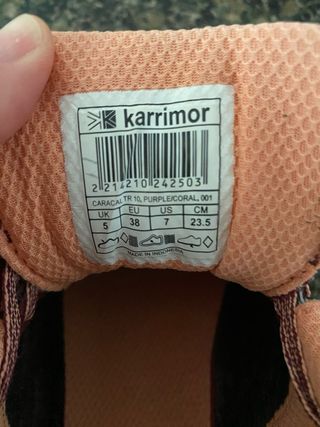 karrimor
2 214210 242503
CARACAL TR 10, PURPLE/CORAL, 001
UK EU US CM
5 38 7 23.5
MADE IN INDONESIA